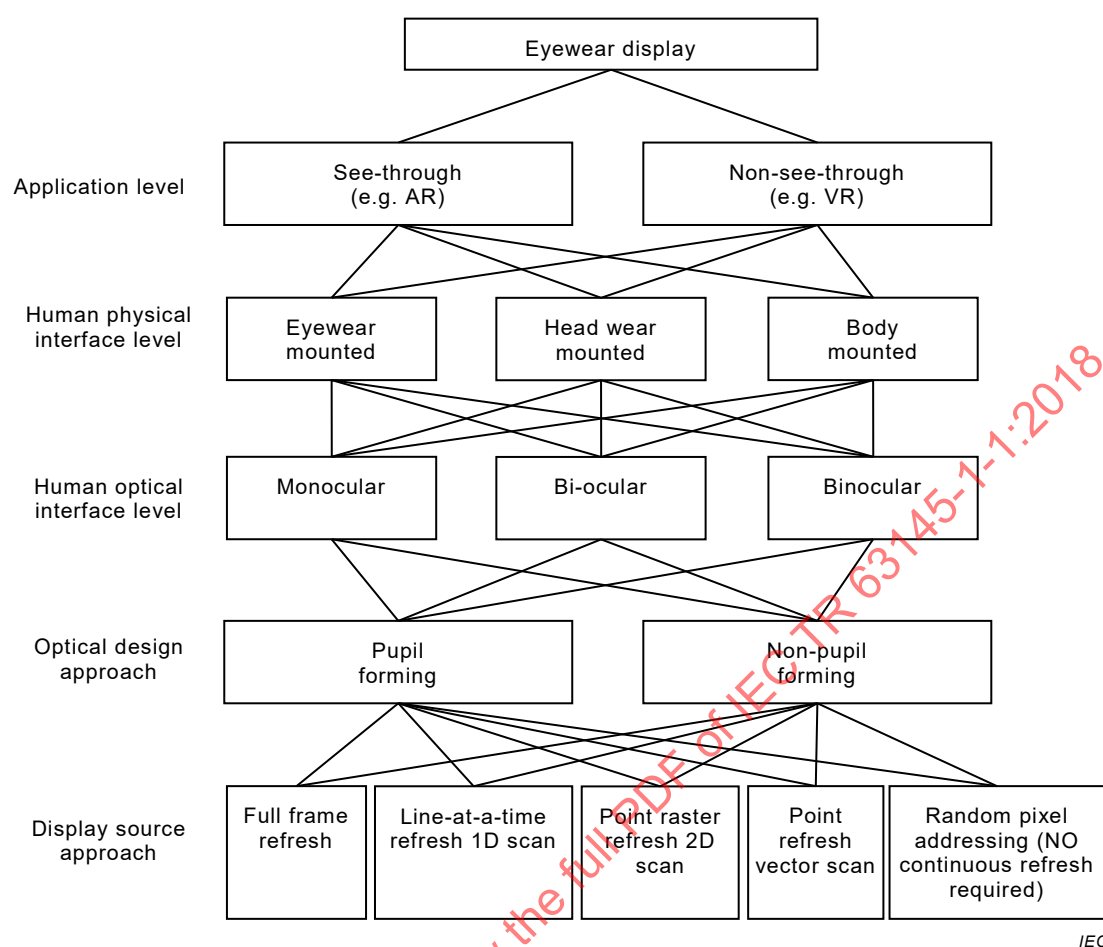 Eyewear display
Application level
See-through
(e.g. AR)
Non-see-through
(e.g. VR)
Human physical
interface level
Eyewear
mounted
Head wear
mounted
Body
mounted
Human optical
interface level
Monocular
Bi-ocular
Binocular
Optical design
approach
Pupil
forming
Non-pupil
forming
Display source
approach
Full frame
refresh
Line-at-a-time
refresh 1D scan
Point raster
refresh 2D
scan
Point
refresh
vector scan
Random pixel
addressing (NO
continuous refresh
required)
the full PDF of IEC TR 63145-1-1:2018
IEC